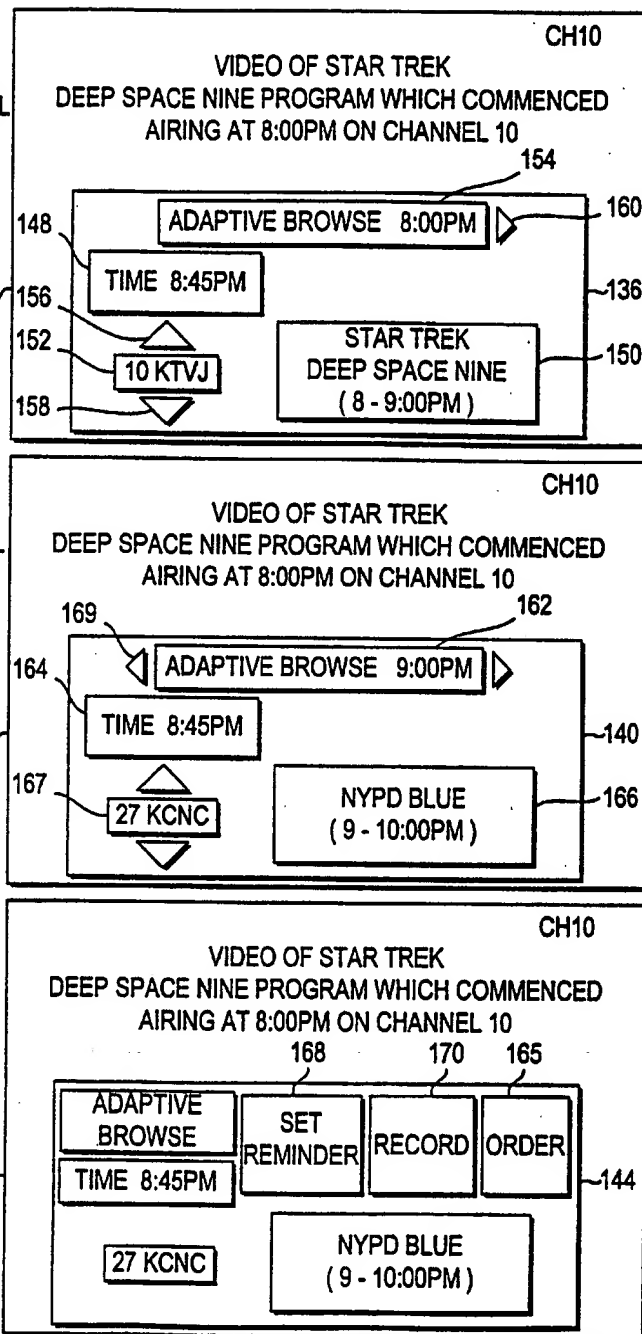 CH10
VIDEO OF STAR TREK
L DEEP SPACE NINE PROGRAM WHICH COMMENCED
AIRING AT 8:00PM ON CHANNEL 10
154
ADAPTIVE BROWSE 8:00PM
160
148
TIME 8:45PM
136
156
152
10 KTVJ
STAR TREK
DEEP SPACE NINE
( 8 - 9:00PM )
150
158
CH10
VIDEO OF STAR TREK
DEEP SPACE NINE PROGRAM WHICH COMMENCED
AIRING AT 8:00PM ON CHANNEL 10
162
169
ADAPTIVE BROWSE 9:00PM
164
TIME 8:45PM
140
167
27 KCNC
NYPD BLUE
( 9 - 10:00PM )
166
CH10
VIDEO OF STAR TREK
DEEP SPACE NINE PROGRAM WHICH COMMENCED
AIRING AT 8:00PM ON CHANNEL 10
168 170 165
ADAPTIVE
BROWSE
SET
REMINDER
RECORD
ORDER
TIME 8:45PM
144
27 KCNC
NYPD BLUE
( 9 - 10:00PM )